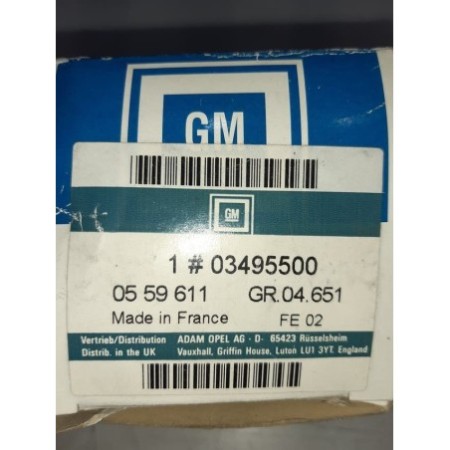 GM
GM
1 # 03495500
05 59 611 GR.04.651
Made in France FE 02
Vertrieb/Distribution ADAM OPEL AG · D- 65423 Rüsselsheim
Distrib. in the UK Vauxhall, Griffin House, Luton LU1 3YT, England